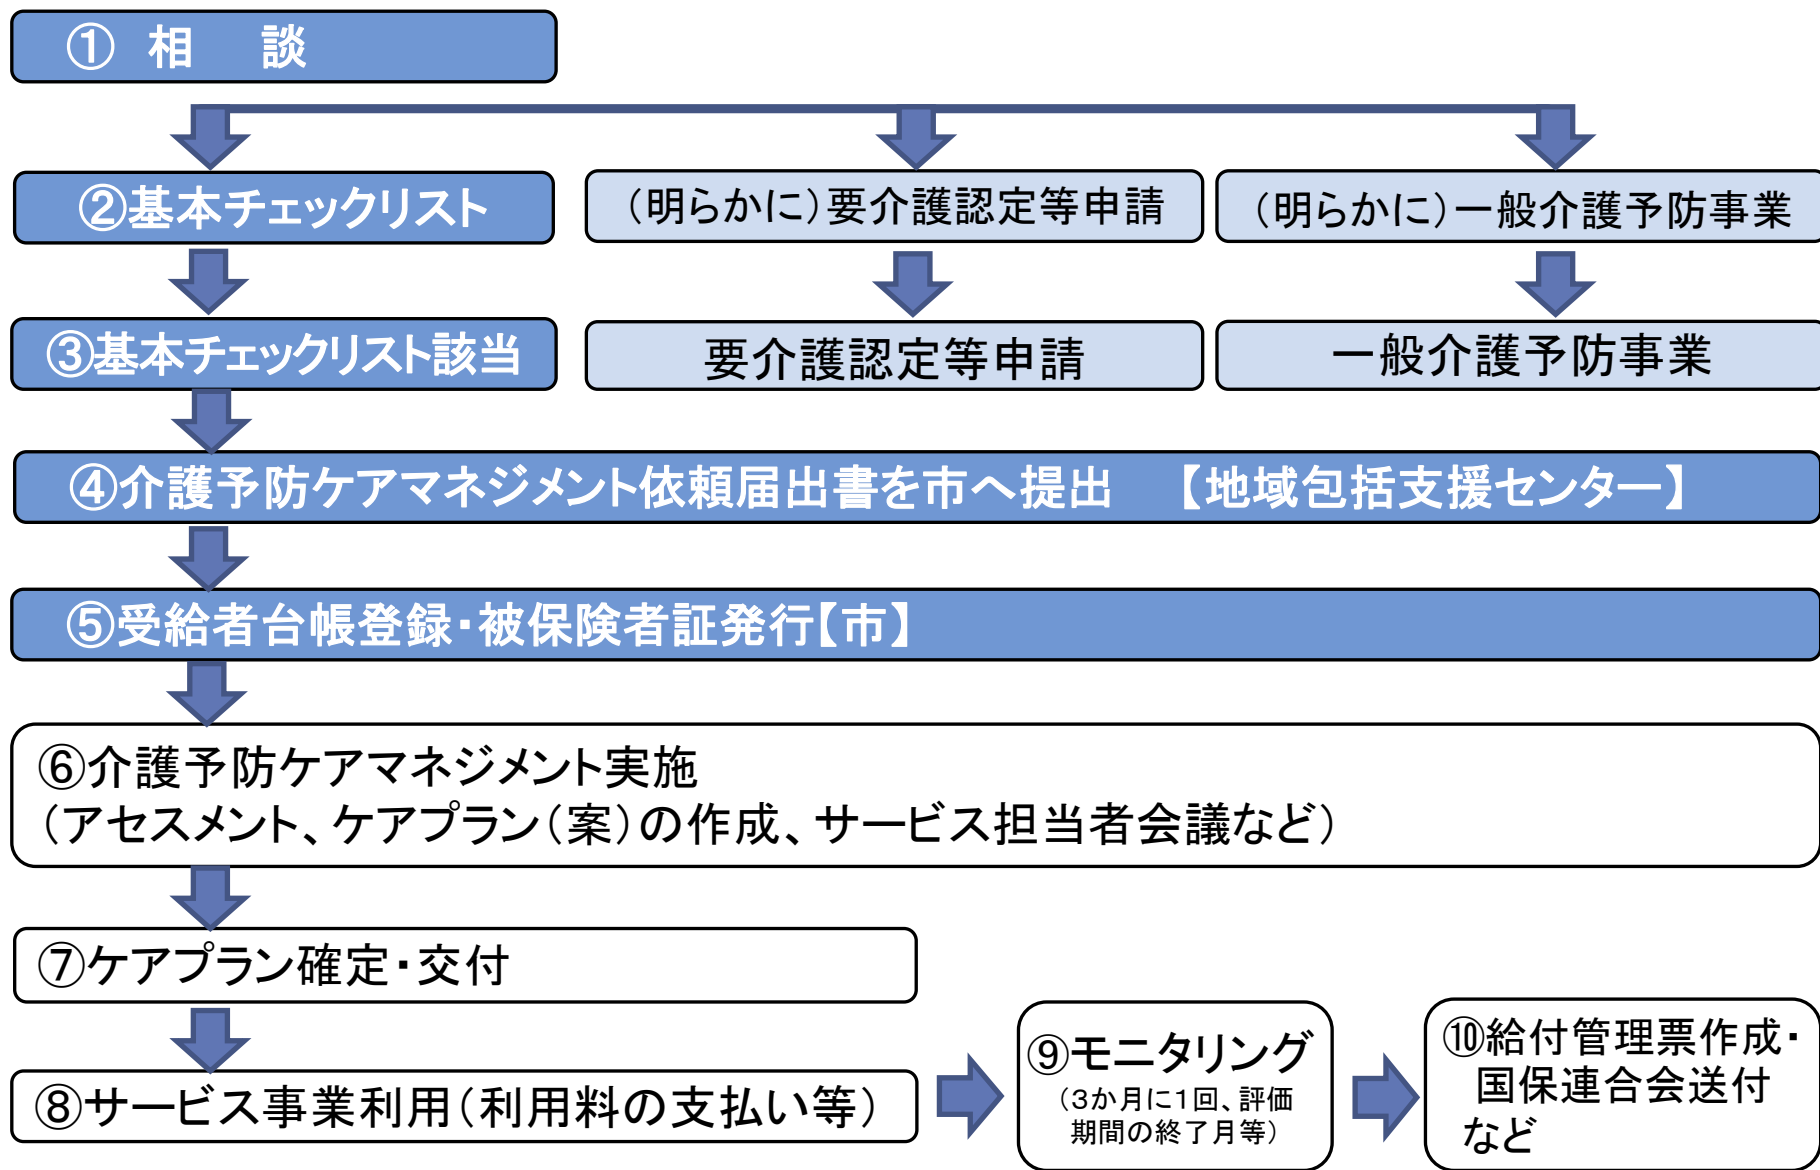 ① 相　談
②基本チェックリスト
（明らかに）要介護認定等申請
（明らかに）一般介護予防事業
③基本チェックリスト該当
要介護認定等申請
一般介護予防事業
④介護予防ケアマネジメント依頼届出書を市へ提出　【地域包括支援センター】
⑤受給者台帳登録・被保険者証発行【市】
⑥介護予防ケアマネジメント実施
（アセスメント、ケアプラン（案）の作成、サービス担当者会議など）
⑦ケアプラン確定・交付
⑧サービス事業利用（利用料の支払い等）
⑨モニタリング
（3か月に1回、評価
期間の終了月等）
⑩給付管理票作成・
国保連合会送付
など